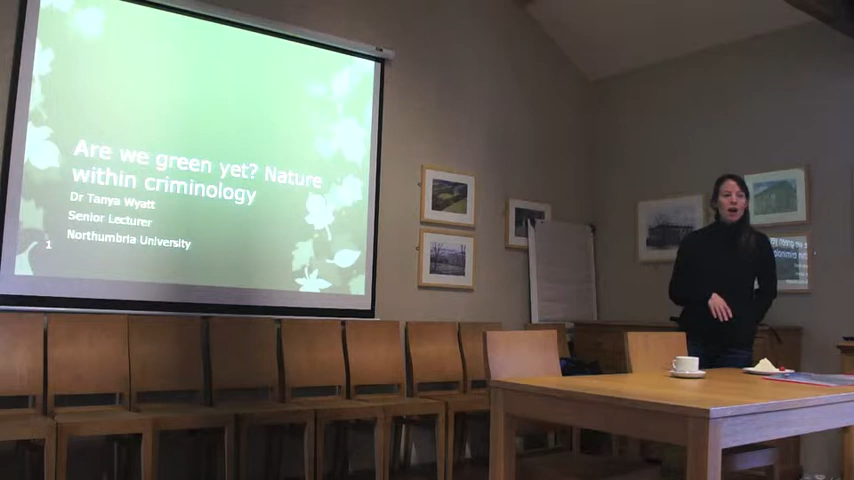 Are we green yet? Nature
within criminology
Dr Tanya Wyatt
Senior Lecturer
Northumbria University
1